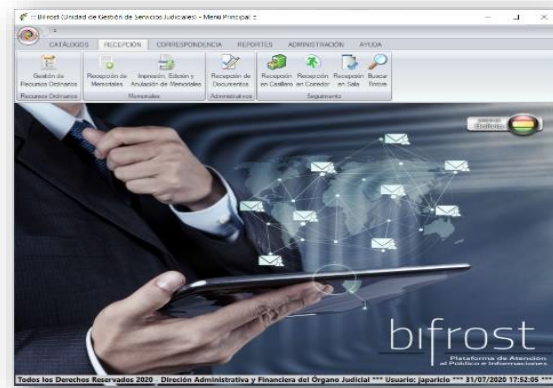 :: Bifrost (Unidad de Gestión de Servicios Judiciales) - Menú Principal ::
CATÁLOGOS RECEPCIÓN CORRESPONDENCIA REPORTES ADMINISTRACIÓN AYUDA
Gestión de Recursos Ordinarios
Recepción de Memoriales
Impresión, Edición y Anulación de Memoriales
Recepción de Documentos
Recepción en Casillero
Recepción en Corredor
Recepción en Sala
Buscar Timbre
Recursos Ordinarios Memoriales Administrativos Seguimiento
Bolivia
bifrost
Plataforma de Atención
al Público e Informaciones
Todos los Derechos Reservados 2020 - Direción Administrativa y Financiera del Órgano Judicial *** Usuario: japaricio *** 31/07/2020 17:52:05 ***